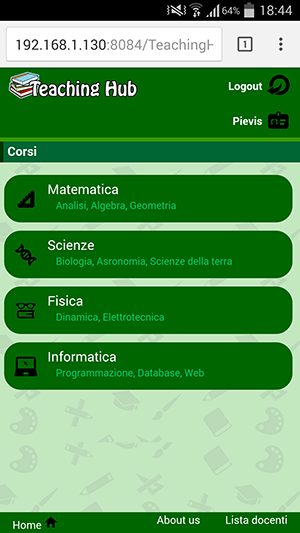 64% 18:44
192.168.1.130:8084/TeachingH
1
Teaching Hub
Logout
Pievis
Corsi
Matematica
Analisi, Algebra, Geometria
Scienze
Biologia, Asronomia, Scienze della terra
Fisica
Dinamica, Elettrotecnica
Informatica
Programmazione, Database, Web
Home About us Lista docenti